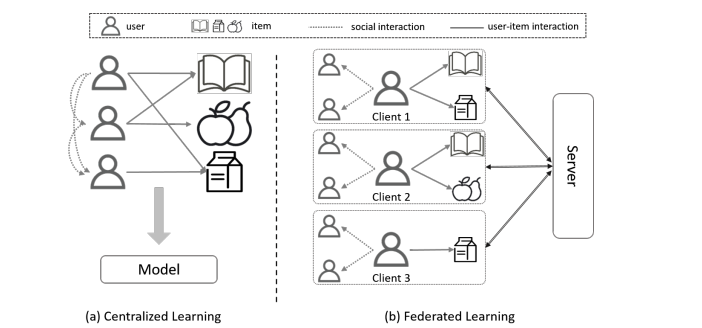 user
item
social interaction
user-item interaction
Client 1
Client 2
Client 3
Server
Model
(a) Centralized Learning
(b) Federated Learning